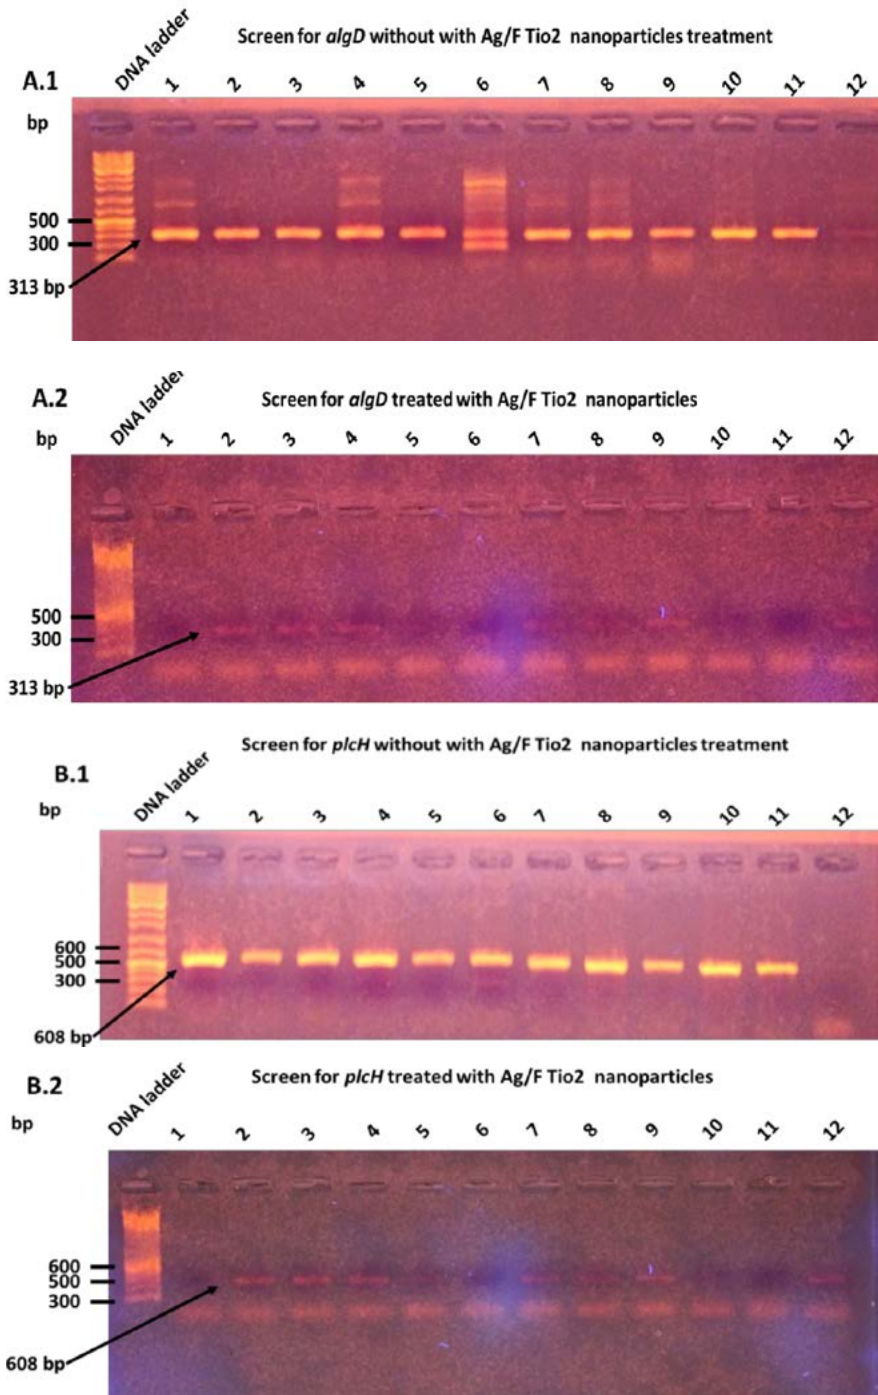 Screen for algD without with Ag/F Tio2 nanoparticles treatment
A.1
DNA ladder
1 2 3 4 5 6 7 8 9 10 11 12
bp
500
300
313 bp
A.2
Screen for algD treated with Ag/F Tio2 nanoparticles
DNA ladder
bp
1 2 3 4 5 6 7 8 9 10 11 12
500
300
313 bp
Screen for plcH without with Ag/F Tio2 nanoparticles treatment
B.1
DNA ladder
bp
1 2 3 4 5 6 7 8 9 10 11 12
600
500
300
608 bp
B.2
Screen for plcH treated with Ag/F Tio2 nanoparticles
DNA ladder
bp
1 2 3 4 5 6 7 8 9 10 11 12
600
500
300
608 bp